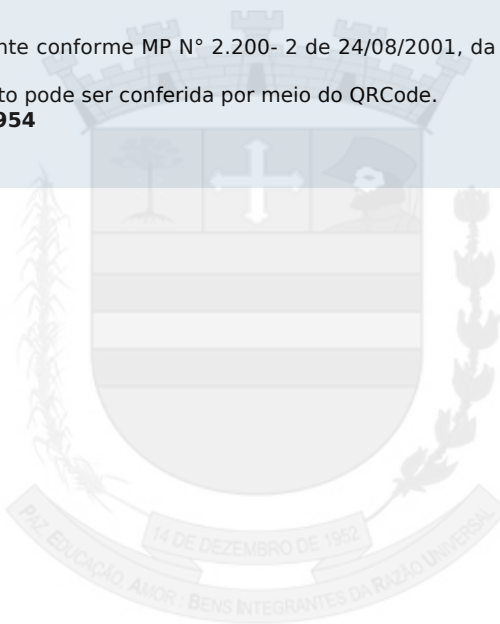 nte conforme MP N° 2.200- 2 de 24/08/2001, da
to pode ser conferida por meio do QRCode.
954
14 DE DEZEMBRO DE 1952
PAZ, EDUCAÇÃO, AMOR - BENS INTEGRANTES DA RAZÃO UNIVERSAL